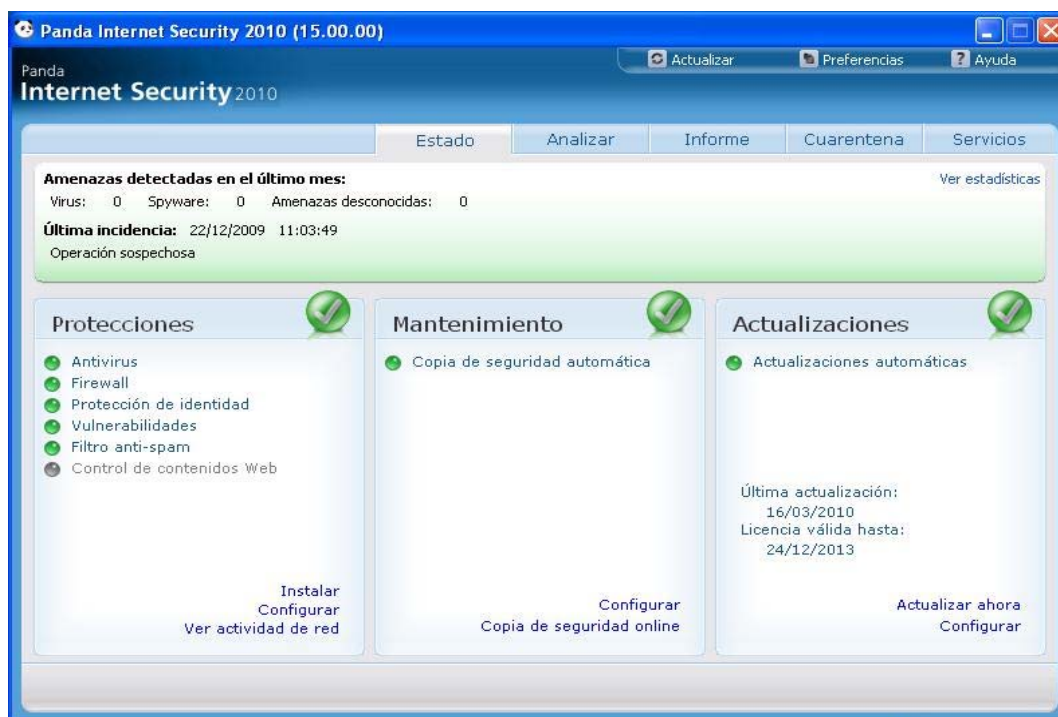 Panda Internet Security 2010 (15.00.00)
Actualizar Preferencias ? Ayuda
Panda
Internet Security 2010
Estado Analizar Informe Cuarentena Servicios
Amenazas detectadas en el último mes: Ver estadísticas
Virus: 0 Spyware: 0 Amenazas desconocidas: 0
Última incidencia: 22/12/2009 11:03:49
Operación sospechosa
Protecciones
Antivirus
Firewall
Protección de identidad
Vulnerabilidades
Filtro anti-spam
Control de contenidos Web
Instalar
Configurar
Ver actividad de red
Mantenimiento
Copia de seguridad automática
Configurar
Copia de seguridad online
Actualizaciones
Actualizaciones automáticas
Última actualización:
16/03/2010
Licencia válida hasta:
24/12/2013
Actualizar ahora
Configurar